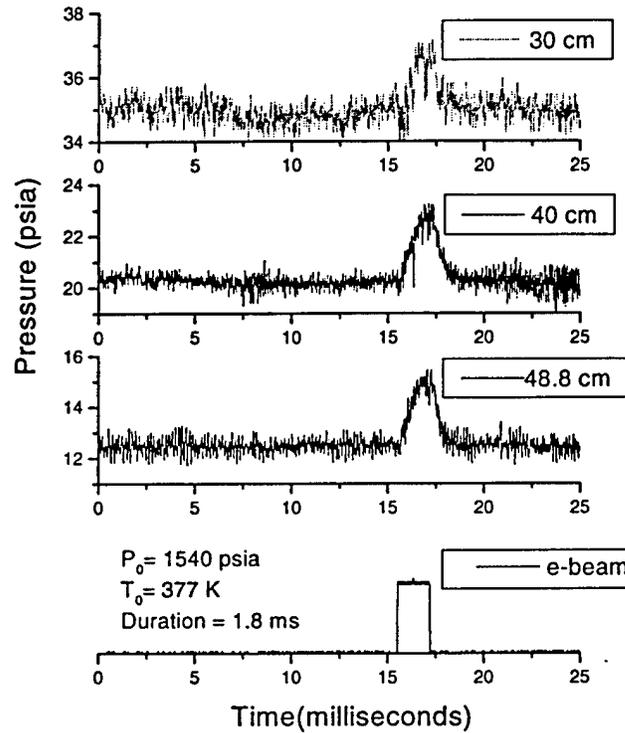 38
36
34
30 cm
24
22
20
40 cm
16
14
12
48.8 cm
Pressure (psia)
0 5 10 15 20 25
0 5 10 15 20 25
0 5 10 15 20 25
P₀= 1540 psia
T₀= 377 K
Duration = 1.8 ms
e-beam
0 5 10 15 20 25
Time(milliseconds)